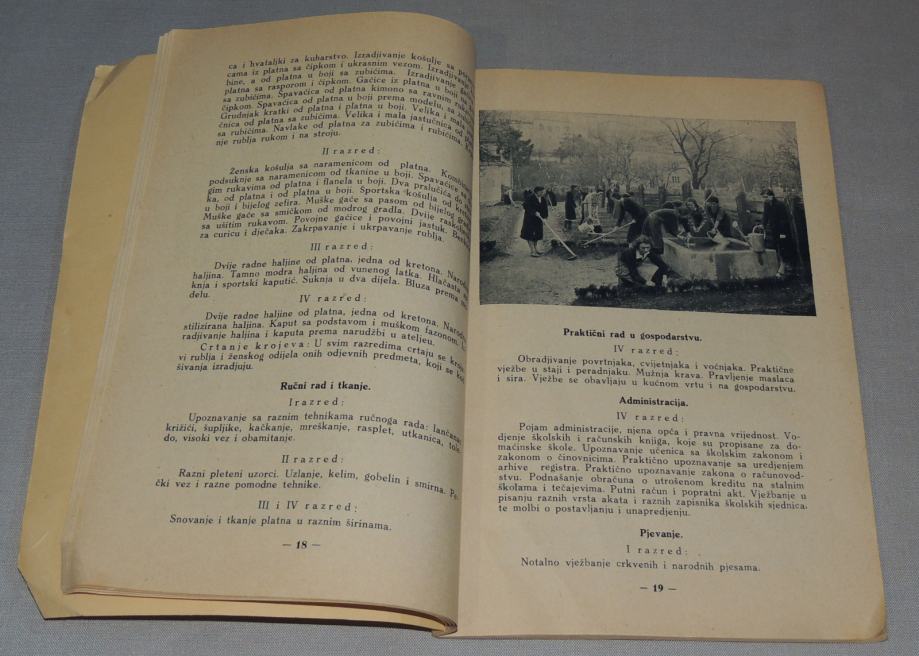 ca i hvataljki za kuharstvo. Izradjivanje košulje sa
cama iz platna sa čipkom i ukrasnim vezom. Izradjivanje
bine, a od platna u boji sa zubićima. Izradjivanje
platna sa rasporom i čipkom. Gaćice iz platna u boji
sa zubićima. Spavaćica od platna kimono sa ravnim
čipkom. Spavaćica od platna u boji prema modelu, sa
Grudnjak kratki od platna i platna u boji. Velika i mala
čnica od platna sa zubićima. Velika i mala jastučnica od
sa rubićima. Navlake od platna za zubićima i rubićima.
nje rublja rukom i na stroju.
II razred:
Ženska košulja sa naramenicom od platna.
podsuknje sa naramenicom od tkanine u boji. Spavaćice sa
gim rukavima od platna i flanela u boji. Dva prslučića
ka, od platna i od platna u boji. Športska košulja od
u boji i bijelog zefira. Muške gaće sa pasom od bijelog
Muške gaće sa smičkom od modrog gradla. Dvije
sa ušitim rukavom. Povojne gaćice i povojni jastuk.
za curicu i dječaka. Zakrpavanje i ukrpavanje rublja.
III razred:
Dvije radne haljine od platna, jedna od kretona.
haljina. Tamno modra haljina od vunenog latka. Hlačasta
knja i sportski kaputić. Suknja u dva dijela. Bluza prema
delu.
IV razred:
Dvije radne haljine od platna, jedna od kretona.
stilizirana haljina. Kaput sa podstavom i muškom fazonom.
radjivanje haljina i kaputa prema narudžbi u ateljeu.
Crtanje krojeva: U svim razredima crtaju se
vi rublja i ženskog odijela onih odjevnih predmeta, koji se
šivanja izradjuju.
Ručni rad i tkanje.
I razred:
Upoznavanje sa raznim tehnikama ručnoga rada: lančanac,
križići, šupljike, kačkanje, mreškanje, rasplet, utkanica,
do, visoki vez i obamitanje.
II razred:
Razni pleteni uzorci. Uzlanje, kelim, gobelin i smirna.
čki vez i razne pomodne tehnike.
III i IV razred:
Snovanje i tkanje platna u raznim širinama.
— 18 —
Praktični rad u gospodarstvu.
IV razred:
Obradjivanje povrtnjaka, cvijetnjaka i voćnjaka. Praktične
vježbe u staji i peradnjaku. Mužnja krava. Pravljenje maslaca
i sira. Vježbe se obavljaju u kućnom vrtu i na gospodarstvu.
Administracija.
IV razred:
Pojam administracije, njena opća i pravna vrijednost. Vo-
djenje školskih i računskih knjiga, koje su propisane za do-
maćinske škole. Upoznavanje učenica sa školskim zakonom i
zakonom o činovnicima. Praktično upoznavanje sa uredjenjem
arhive registra. Praktično upoznavanje zakona o računovod-
stvu. Podnašanje obračuna o utrošenom kreditu na stalnim
školama i tečajevima. Putni račun i popratni akt. Vježbanje u
pisanju raznih vrsta akata i raznih zapisnika školskih sjednica,
te molbi o postavljanju i unapredjenju.
Pjevanje.
I razred:
Notalno vježbanje crkvenih i narodnih pjesama.
— 19 —